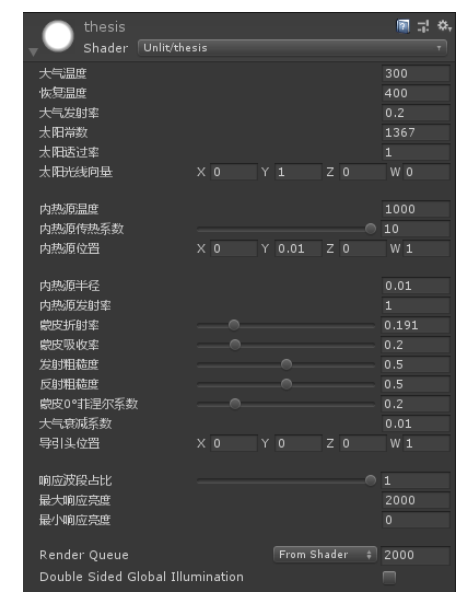 thesis
Shader Unlit/thesis
大气温度 300
恢复温度 400
大气发射率 0.2
太阳常数 1367
太阳透过率 1
太阳光线向量 X 0 Y 1 Z 0 W 0
内热源温度 1000
内热源传热系数 10
内热源位置 X 0 Y 0.01 Z 0 W 1
内热源半径 0.01
内热源发射率 1
蒙皮折射率 0.191
蒙皮吸收率 0.2
发射粗糙度 0.5
反射粗糙度 0.5
蒙皮0°菲涅尔系数 0.2
大气衰减系数 0.01
导引头位置 X 0 Y 0 Z 0 W 1
响应波段占比 1
最大响应亮度 2000
最小响应亮度 0
Render Queue From Shader 2000
Double Sided Global Illumination